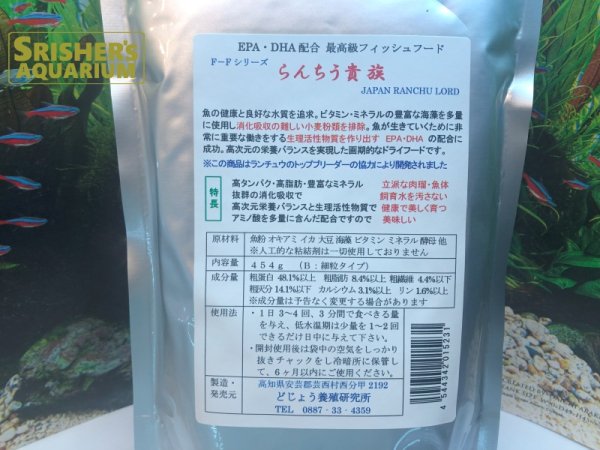 SRISHER'S
AQUARIUM
EPA・DHA配合 最高級フィッシュフード
F-Fシリーズ
らんちう貴族
JAPAN RANCHU LORD
魚の健康と良好な水質を追求。ビタミン・ミネラルの豊富な海藻を多量
に使用し消化吸収の難しい小麦粉類を排除。魚が生きていくために非
常に重要な働きをする生理活性物質を作り出す EPA・DHA の配合に
成功。高次元の栄養バランスを実現した画期的なドライフードです。
※この商品はランチュウのトップブリーダーの協力により開発されました
特長
高タンパク・高脂肪・豊富なミネラル 立派な肉瘤・魚体
抜群の消化吸収で 飼育水を汚さない
高次元栄養バランスと生理活性物質で 健康で美しく育つ
アミノ酸を多量に含んだ配合ですので 美味しい
原材料 魚粉 オキアミ イカ 大豆 海藻 ビタミン ミネラル 酵母 他
※人工的な粘結剤は一切使用しておりません
内容量 454g (B:細粒タイプ)
成分量 粗蛋白 48.1%以上 粗脂肪 8.4%以上 粗繊維 4.4%以下
粗灰分 14.1%以下 カルシウム 3.1%以上 リン 1.6%以上
※成分量は予告なく変更する場合があります
使用法 ・1日3〜4回、3分間で食べきる量
を与え、低水温期は少量を1〜2回
できるだけ日中に与えて下さい。
・開封使用後は袋中の空気をしっかり
抜きチャックをし冷暗所に保管し
て、6ヶ月以内にご使用ください。
4 544342 015231
製造・
発売元
高知県安芸郡芸西村西分甲2192
どじょう養殖研究所
TEL 0887-33-4359